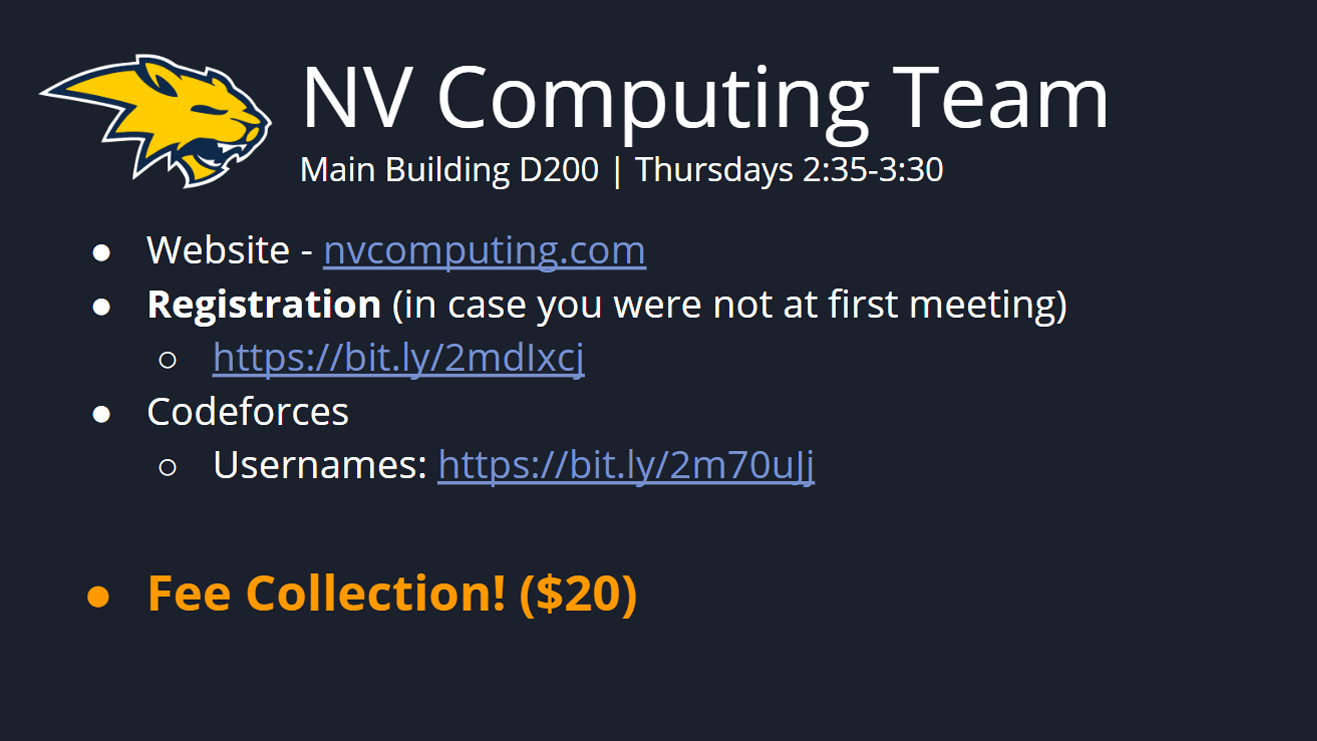 NV Computing Team
Main Building D200 | Thursdays 2:35-3:30
● Website - nvcomputing.com
● Registration (in case you were not at first meeting)
○ https://bit.ly/2mdIxcj
● Codeforces
○ Usernames: https://bit.ly/2m70uJj
● Fee Collection! ($20)